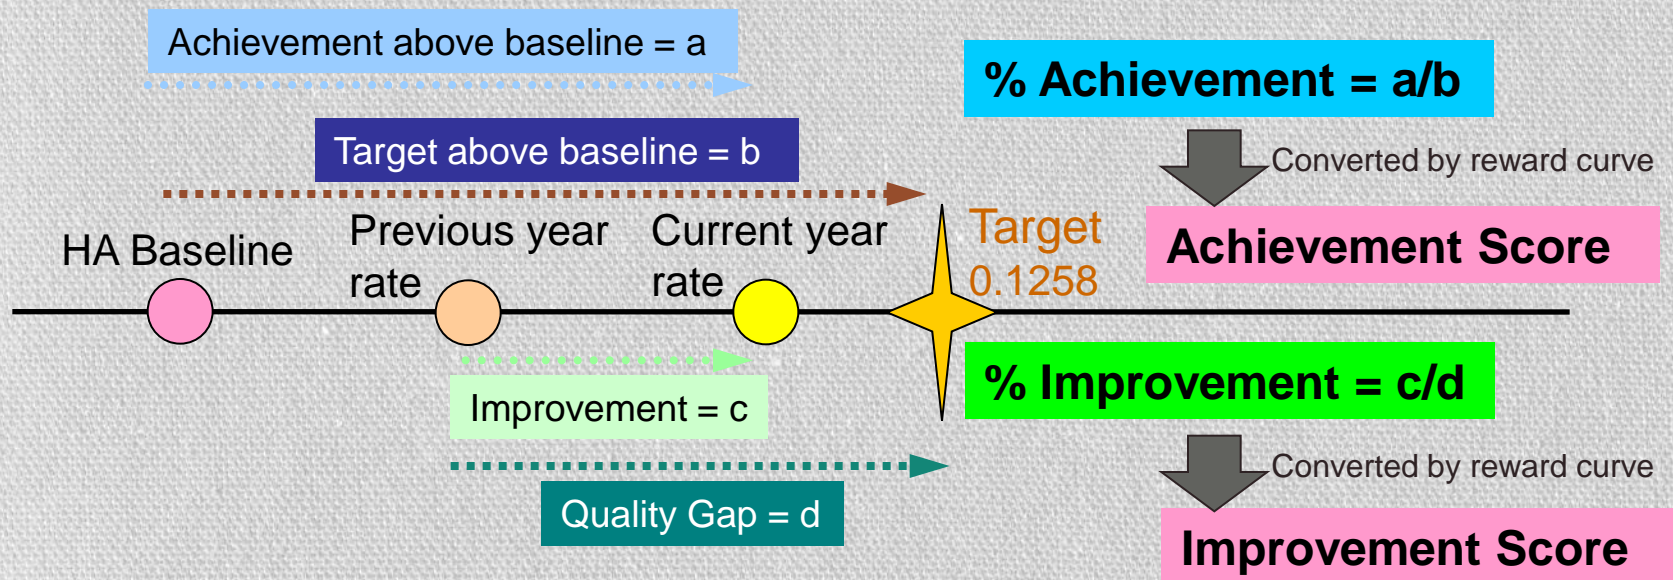 Achievement above baseline = a
% Achievement = a/b
Target above baseline = b
Converted by reward curve
HA Baseline
Previous year
rate
Current year
rate
Target
0.1258
Achievement Score
% Improvement = c/d
Improvement = c
Converted by reward curve
Quality Gap = d
Improvement Score